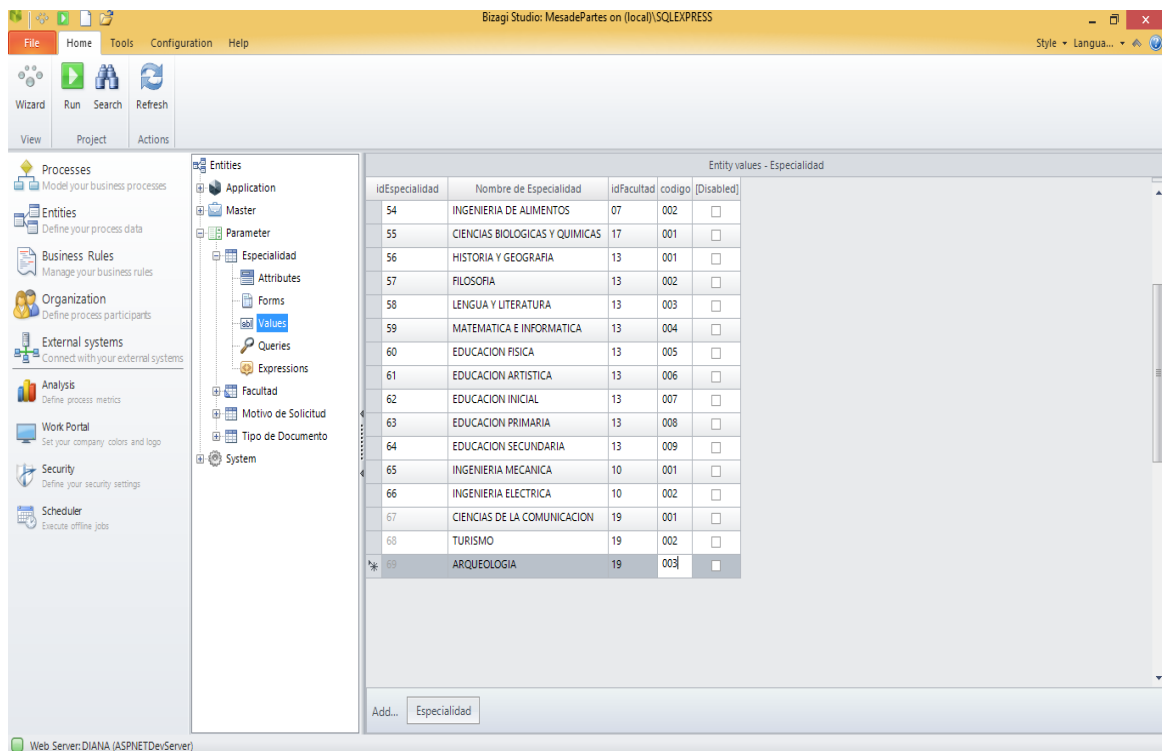 Bizagi Studio: MesadePartes on (local)\SQLEXPRESS
File Home Tools Configuration Help
Style Langua...
Wizard Run Search Refresh
View Project Actions
Processes
Model your business processes
Entities
Define your process data
Business Rules
Manage your business rules
Organization
Define process participants
External systems
Connect with your external systems
Analysis
Define process metrics
Work Portal
Set your company colors and logo
Security
Define your security settings
Scheduler
Execute offline jobs
Entities
Application
Master
Parameter
Especialidad
Attributes
Forms
Values
Queries
Expressions
Facultad
Motivo de Solicitud
Tipo de Documento
System
Entity values - Especialidad
idEspecialidad Nombre de Especialidad idFacultad codigo [Disabled]
54 INGENIERIA DE ALIMENTOS 07 002
55 CIENCIAS BIOLOGICAS Y QUIMICAS 17 001
56 HISTORIA Y GEOGRAFIA 13 001
57 FILOSOFIA 13 002
58 LENGUA Y LITERATURA 13 003
59 MATEMATICA E INFORMATICA 13 004
60 EDUCACION FISICA 13 005
61 EDUCACION ARTISTICA 13 006
62 EDUCACION INICIAL 13 007
63 EDUCACION PRIMARIA 13 008
64 EDUCACION SECUNDARIA 13 009
65 INGENIERIA MECANICA 10 001
66 INGENIERIA ELECTRICA 10 002
67 CIENCIAS DE LA COMUNICACION 19 001
68 TURISMO 19 002
69 ARQUEOLOGIA 19 003
Add... Especialidad
Web Server: DIANA (ASPNETDevServer)